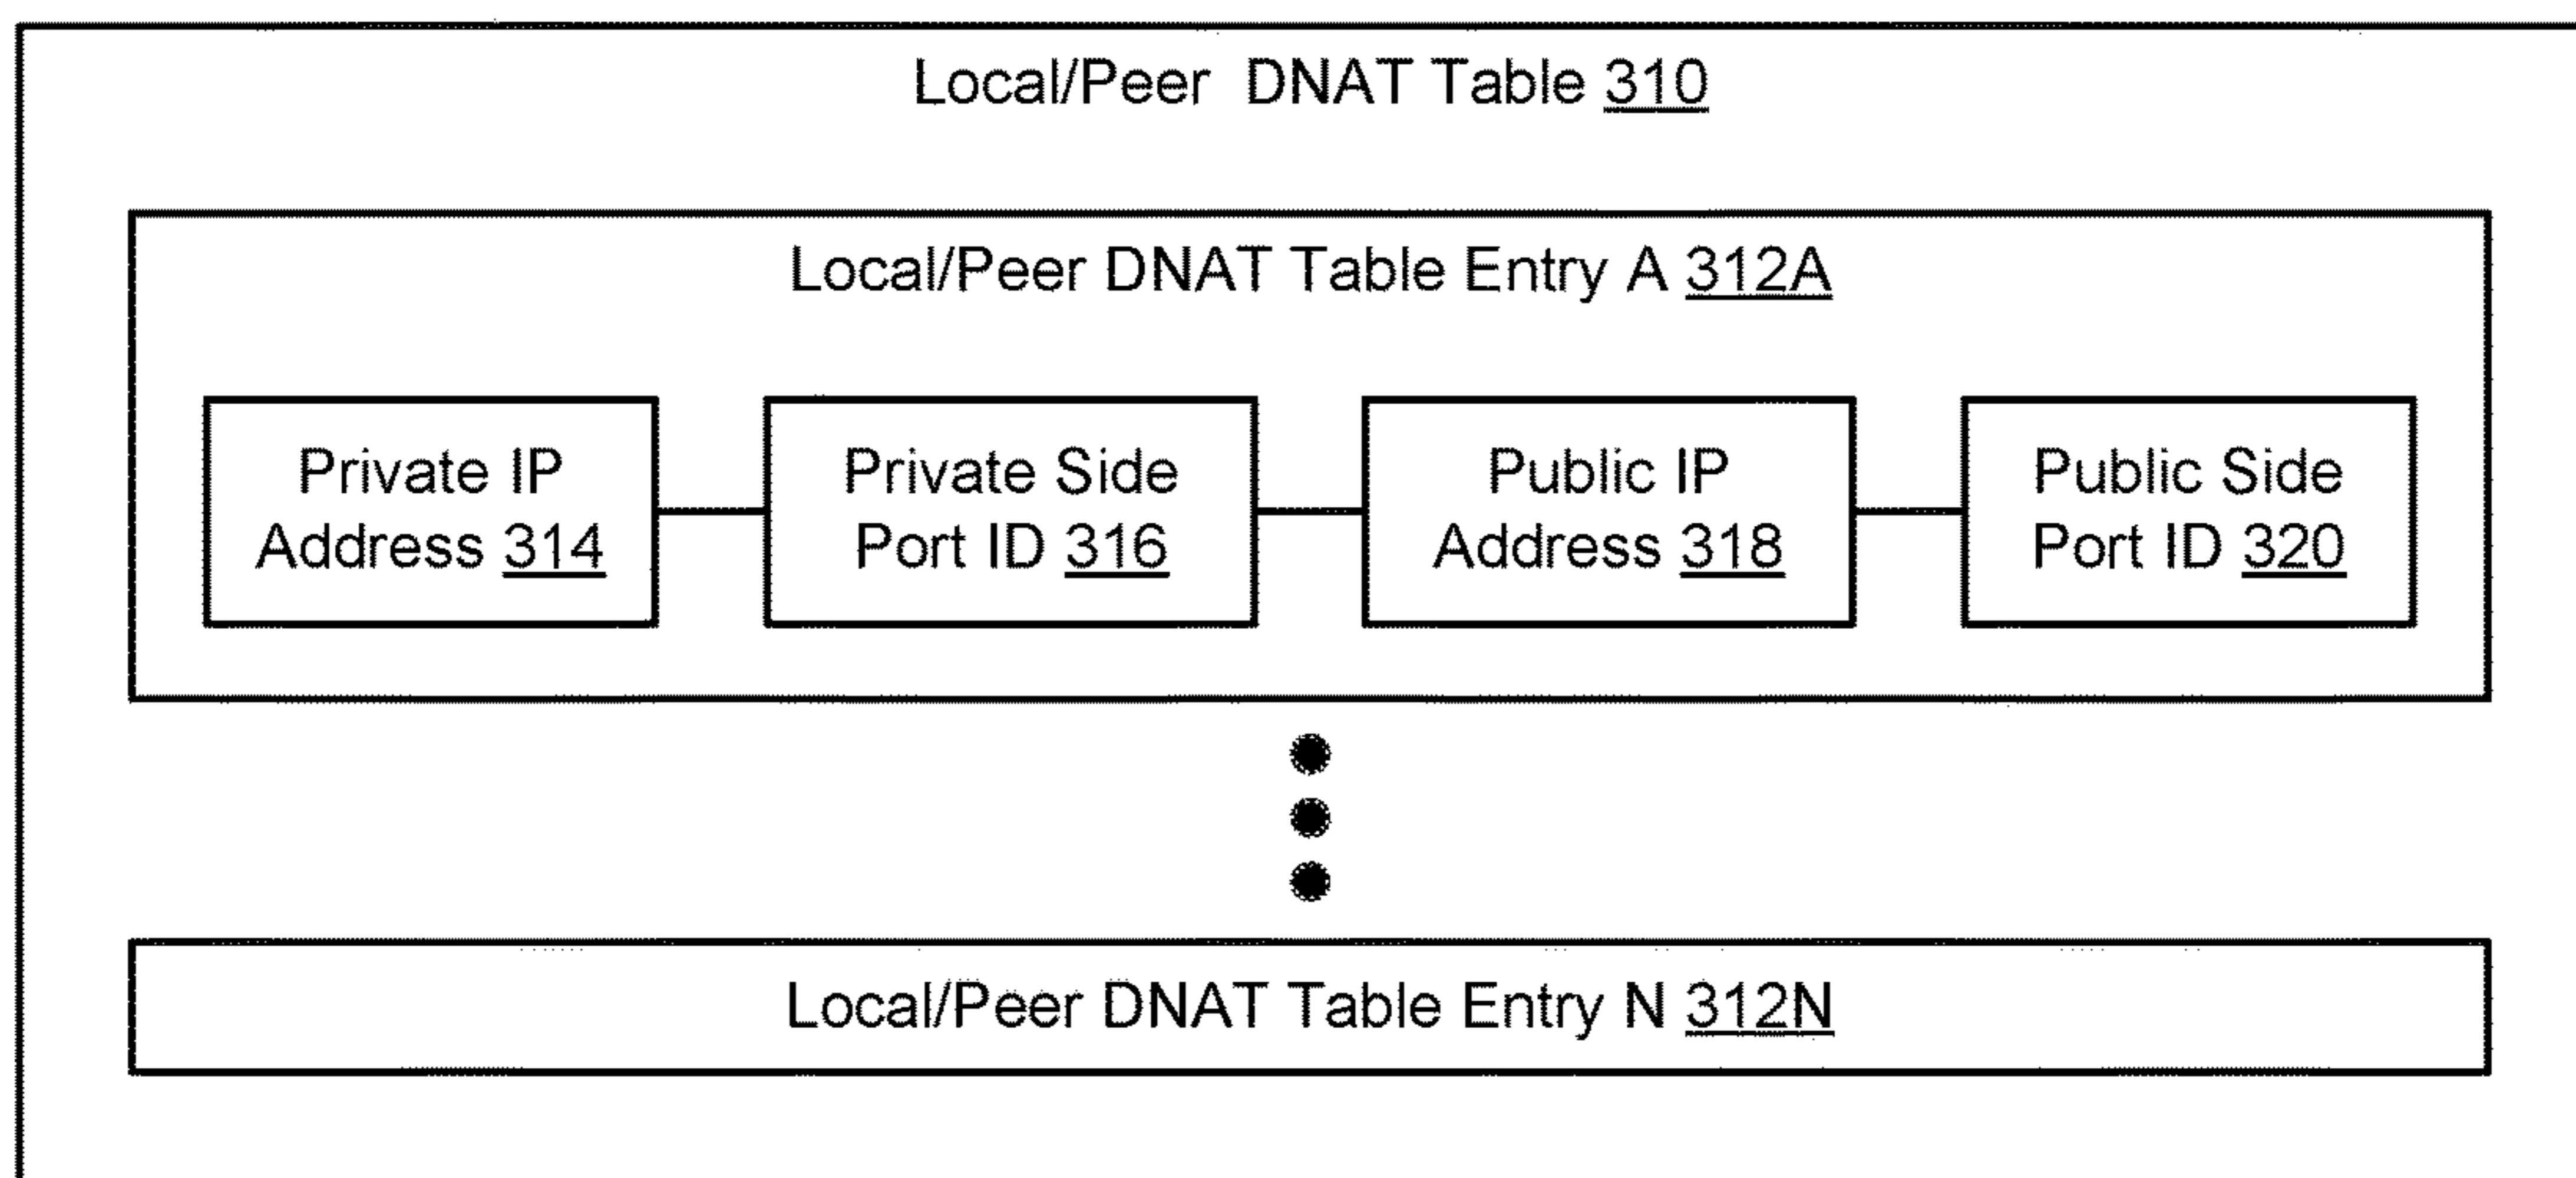 Local/Peer DNAT Table 310
Local/Peer DNAT Table Entry A 312A
Private IP
Address 314
Private Side
Port ID 316
Public IP
Address 318
Public Side
Port ID 320
Local/Peer DNAT Table Entry N 312N